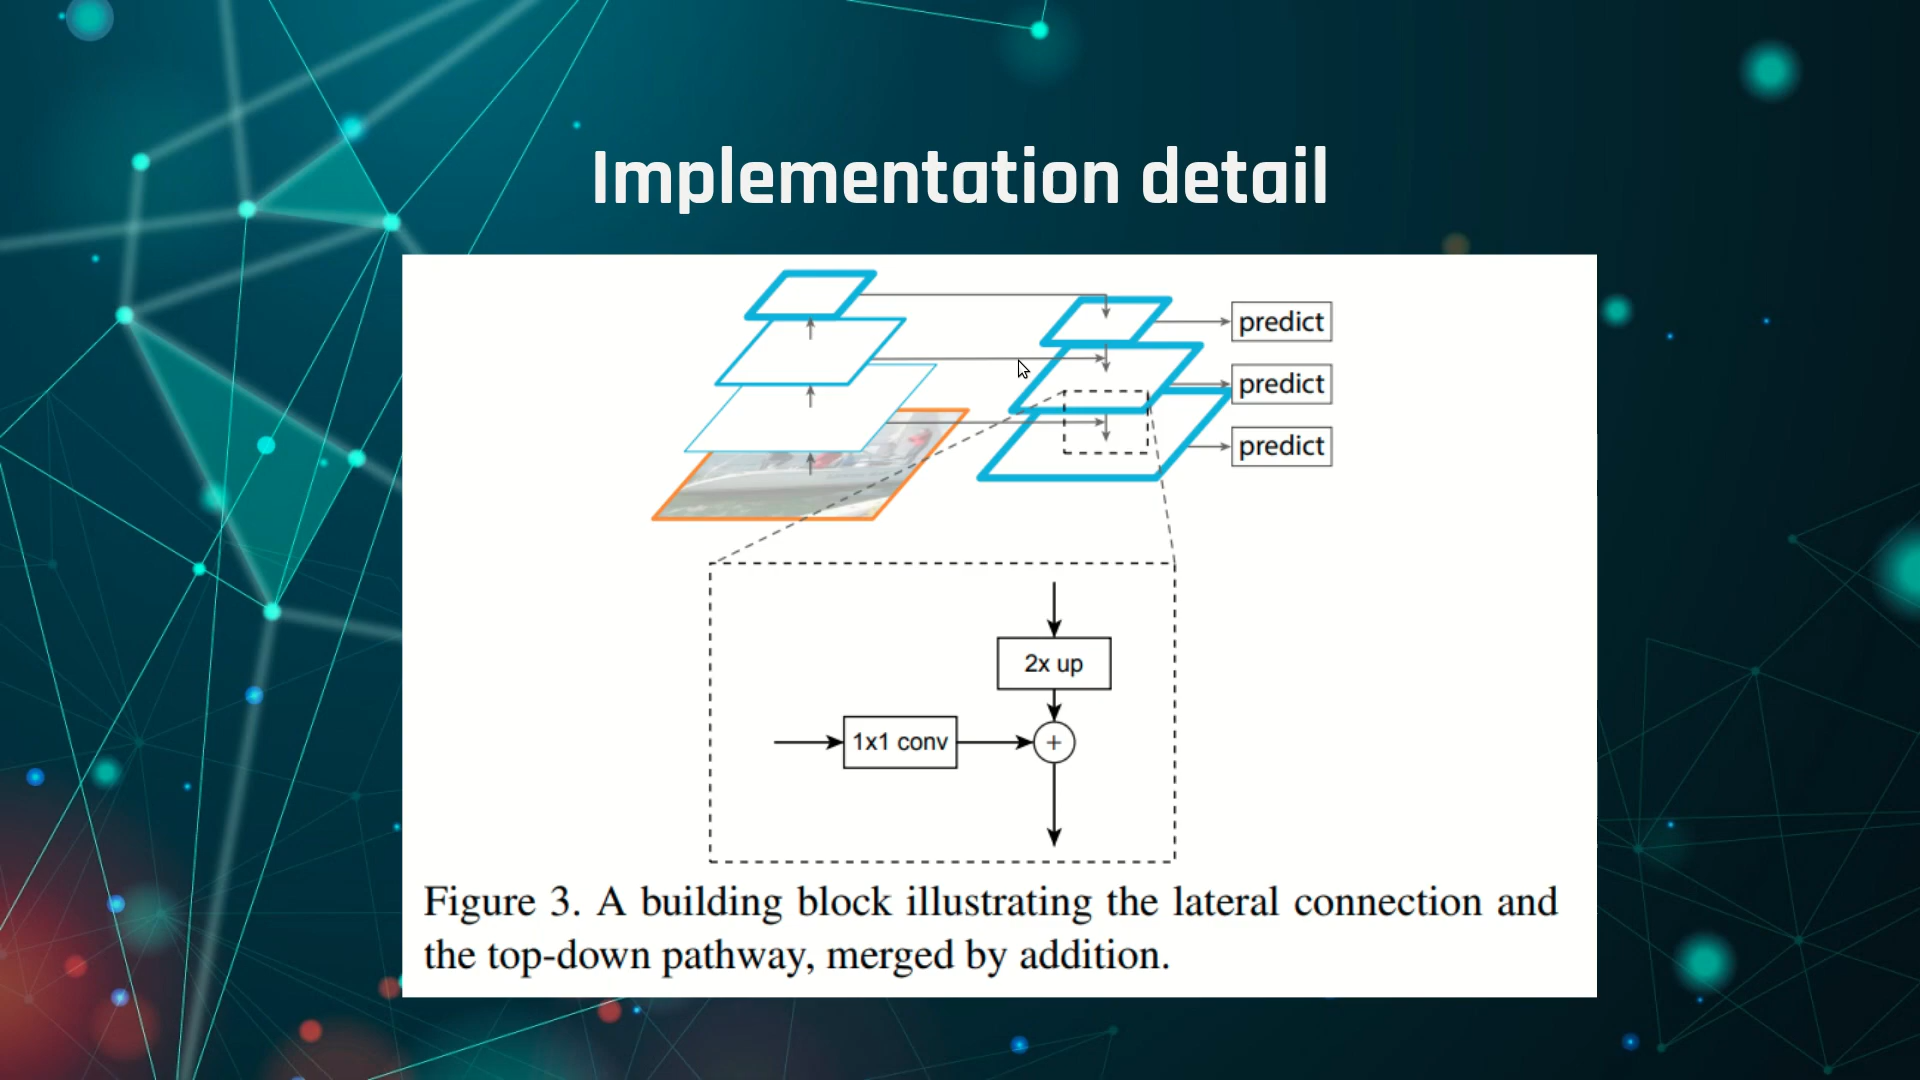 Implementation detail
predict
predict
predict
2x up
1x1 conv
+
Figure 3. A building block illustrating the lateral connection and
the top-down pathway, merged by addition.